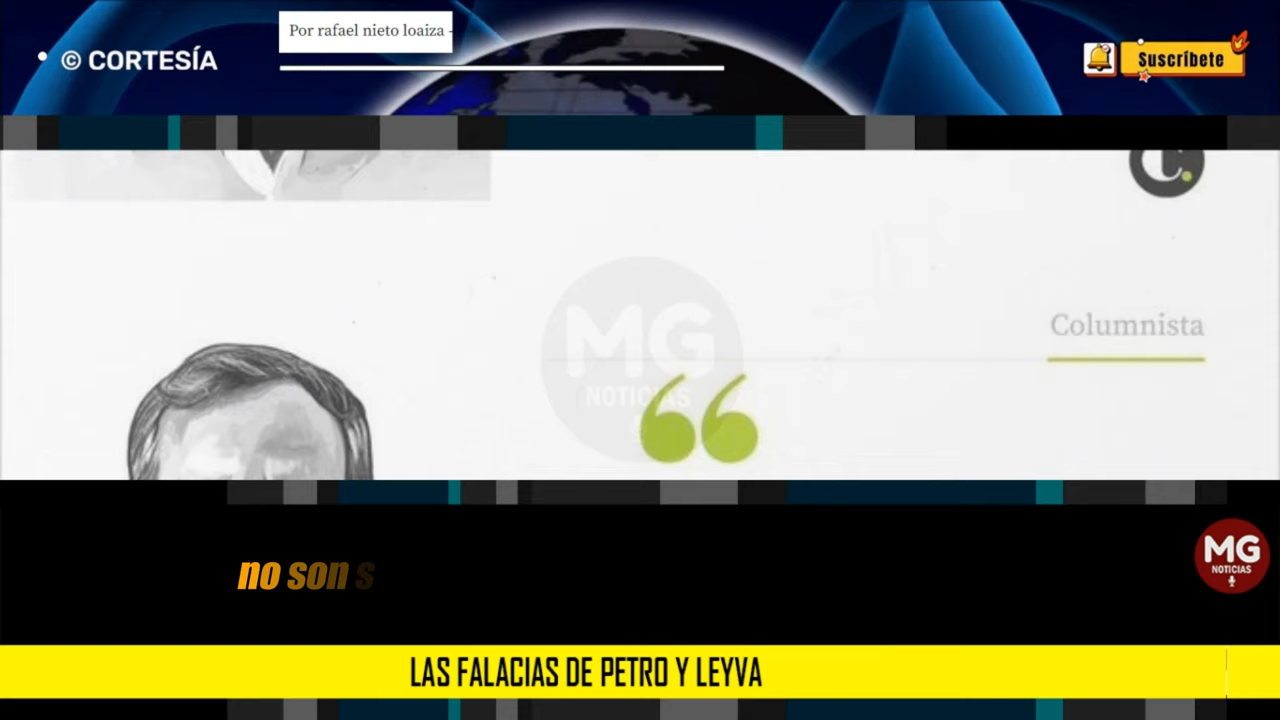 Por rafael nieto loaiza -
© CORTESÍA
Suscríbete
Columnista
MG
NOTICIAS
no son s
MG
NOTICIAS
LAS FALACIAS DE PETRO Y LEYVA